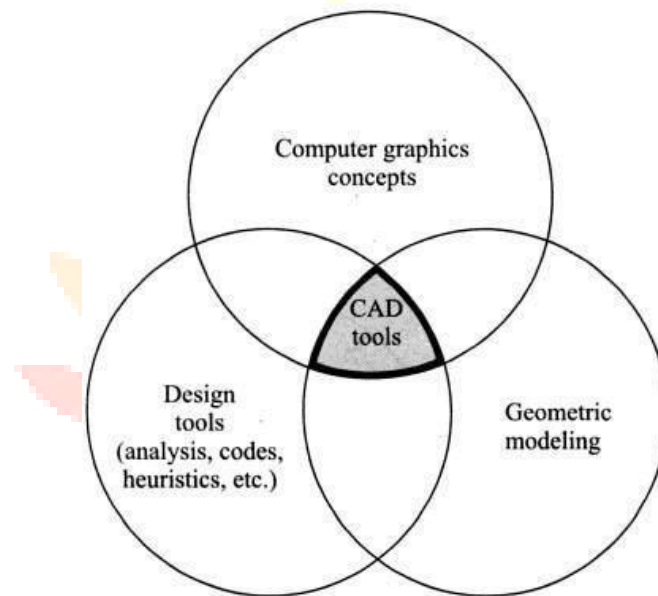 Computer graphics
concepts
CAD
tools
Design
tools
(analysis, codes,
heuristics, etc.)
Geometric
modeling